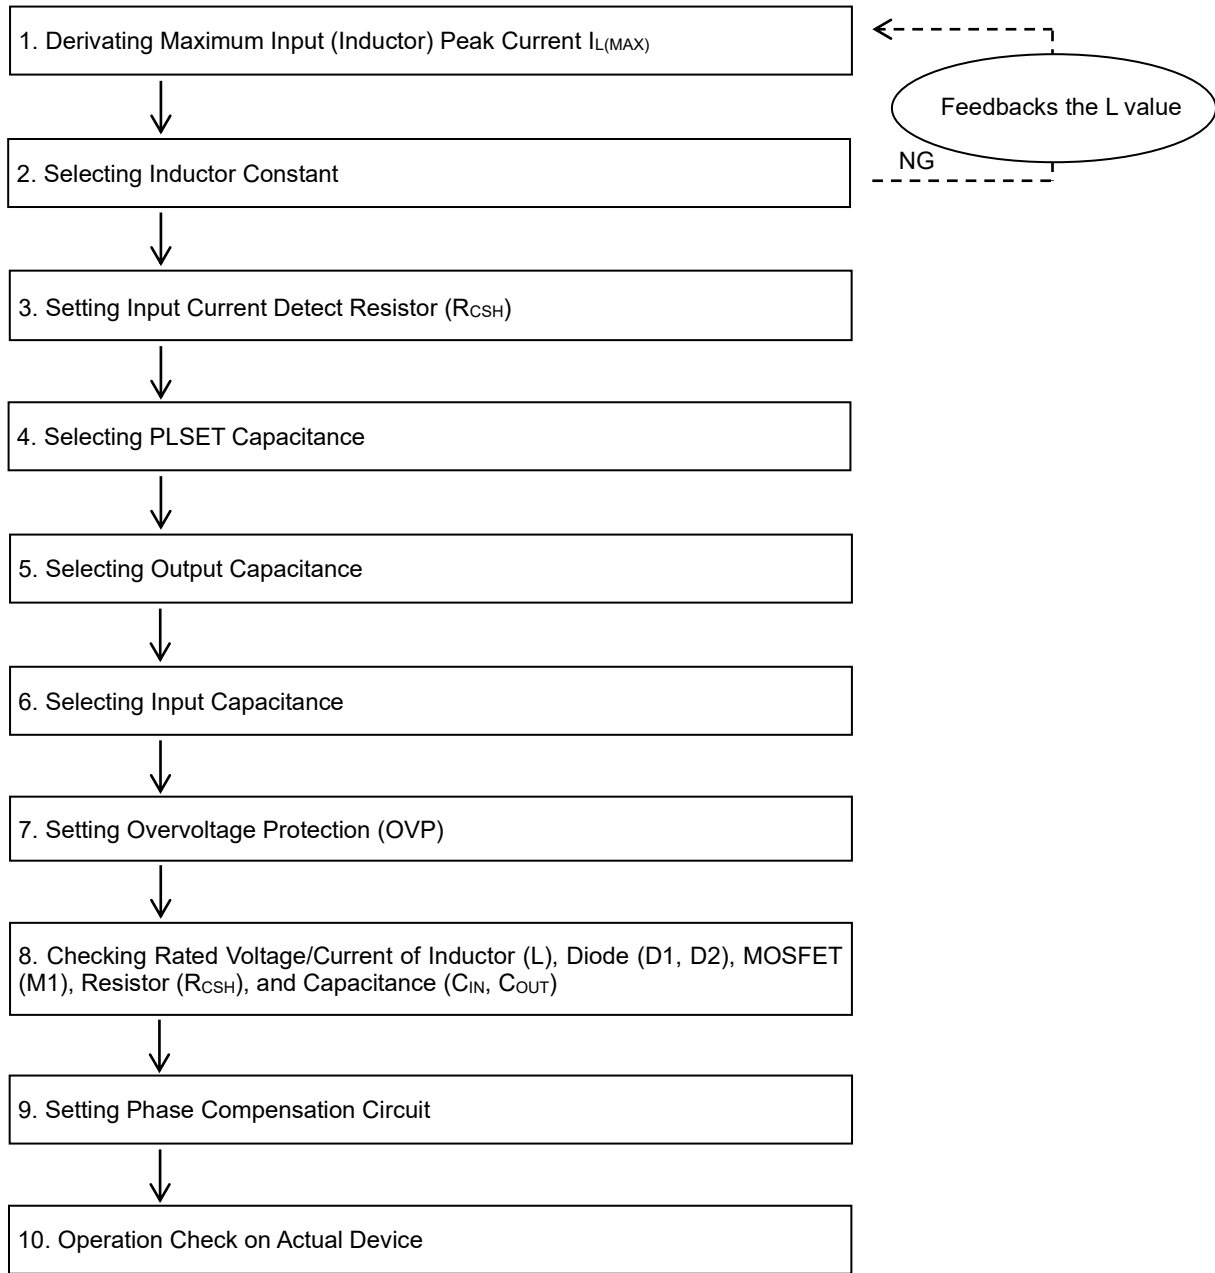 1. Derivating Maximum Input (Inductor) Peak Current IL(MAX)
Feedbacks the L value
NG
2. Selecting Inductor Constant
3. Setting Input Current Detect Resistor (RCSH)
4. Selecting PLSET Capacitance
5. Selecting Output Capacitance
6. Selecting Input Capacitance
7. Setting Overvoltage Protection (OVP)
8. Checking Rated Voltage/Current of Inductor (L), Diode (D1, D2), MOSFET
(M1), Resistor (RCSH), and Capacitance (CIN, COUT)
9. Setting Phase Compensation Circuit
10. Operation Check on Actual Device